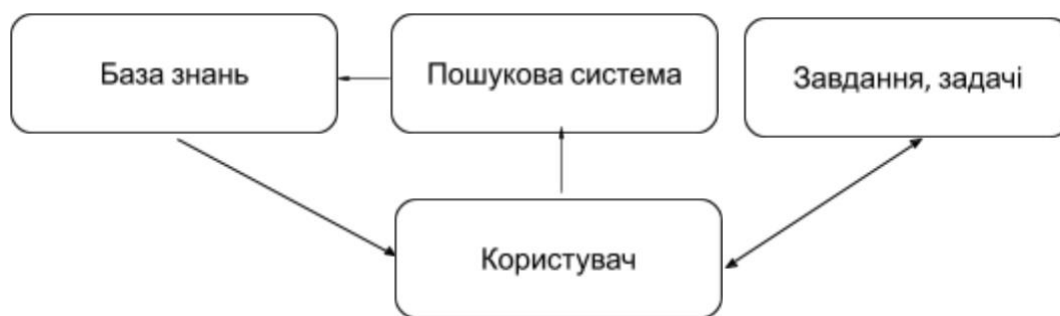 База знань
Пошукова система
Завдання, задачі
Користувач